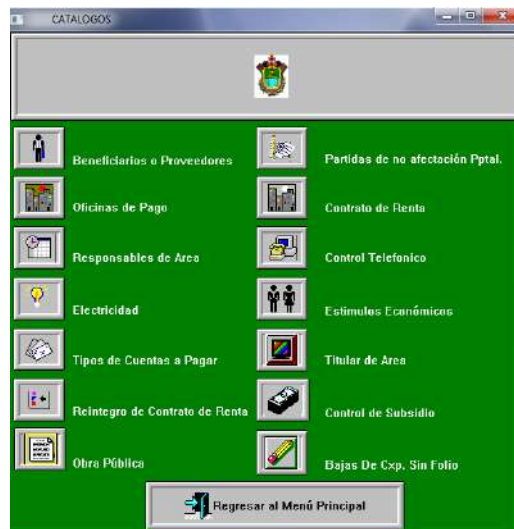 CATALOGOS
Beneficiarios o Proveedores
Partidas de no afectación Pptal.
Oficinas de Pago
Contrato de Renta
Responsables de Area
Control Telefonico
Electricidad
Estimulos Económicos
Tipos de Cuentas a Pagar
Titular de Area
Reintegro de Contrato de Renta
Control de Subsidio
Obra Pública
Bajas De Cxp. Sin Folio
Regresar al Menú Principal